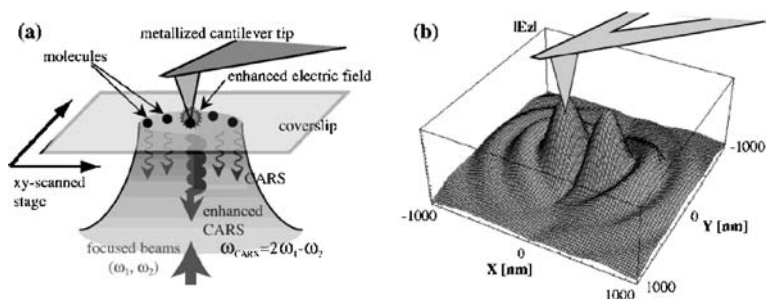 (a)
metallized cantilever tip
molecules
enhanced electric field
coverslip
xy-scanned
stage
CARS
enhanced
CARS
focused beams
(ω₁, ω₂)
ωCARS=2ω₁-ω₂
(b)
|Ez|
-1000
-1000
0
0
Y [nm]
X [nm]
1000
1000